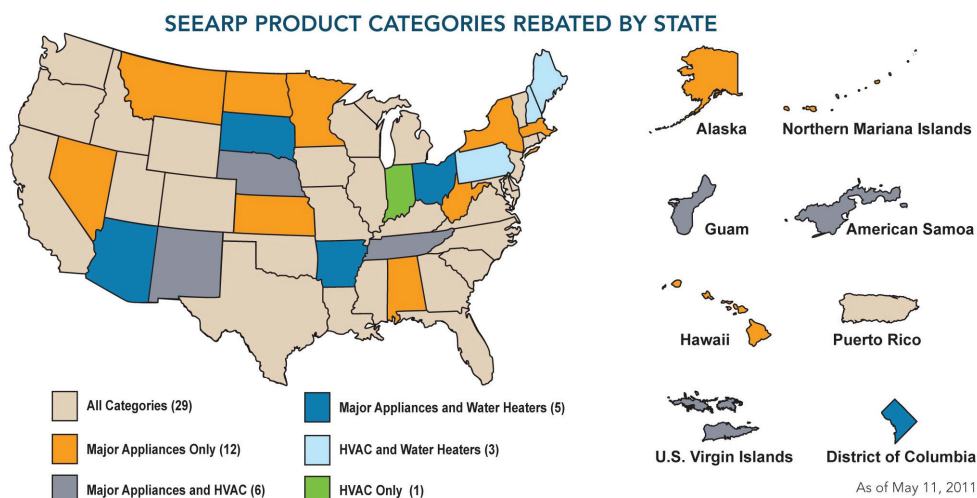 SEEARP PRODUCT CATEGORIES REBATED BY STATE
Alaska
Northern Mariana Islands
Guam
American Samoa
Hawaii
Puerto Rico
U.S. Virgin Islands
District of Columbia
All Categories (29)
Major Appliances Only (12)
Major Appliances and HVAC (6)
Major Appliances and Water Heaters (5)
HVAC and Water Heaters (3)
HVAC Only (1)
As of May 11, 2011